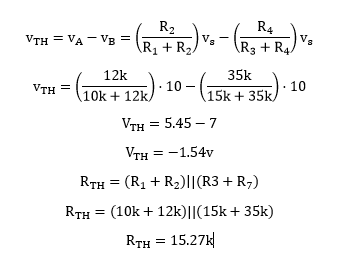 v_TH = v_A − v_B = (R_2 / (R_1 + R_2)) v_s − (R_4 / (R_3 + R_4)) v_s
v_TH = (12k / (10k + 12k)) · 10 − (35k / (15k + 35k)) · 10
V_TH = 5.45 − 7
V_TH = −1.54v
R_TH = (R_1 + R_2)||(R3 + R_7)
R_TH = (10k + 12k)||(15k + 35k)
R_TH = 15.27k